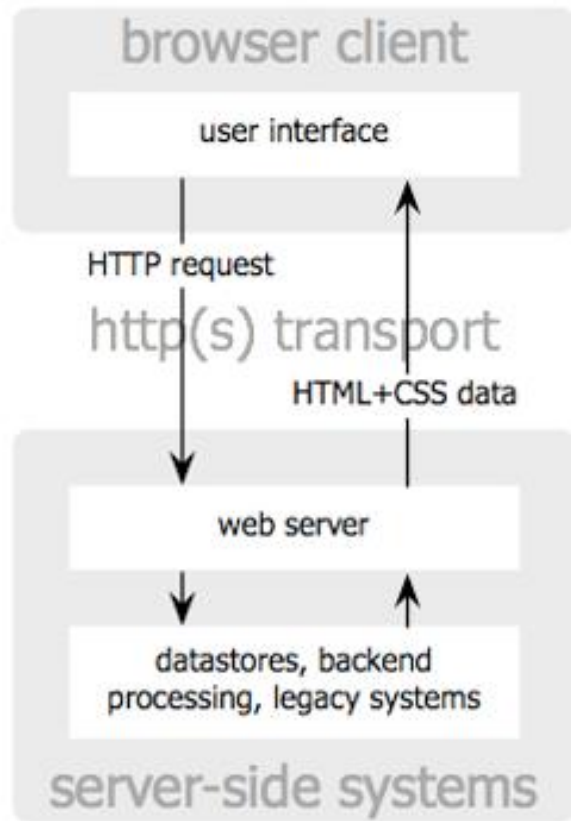 browser client
user interface
HTTP request
http(s) transport
HTML+CSS data
web server
datastores, backend
processing, legacy systems
server-side systems